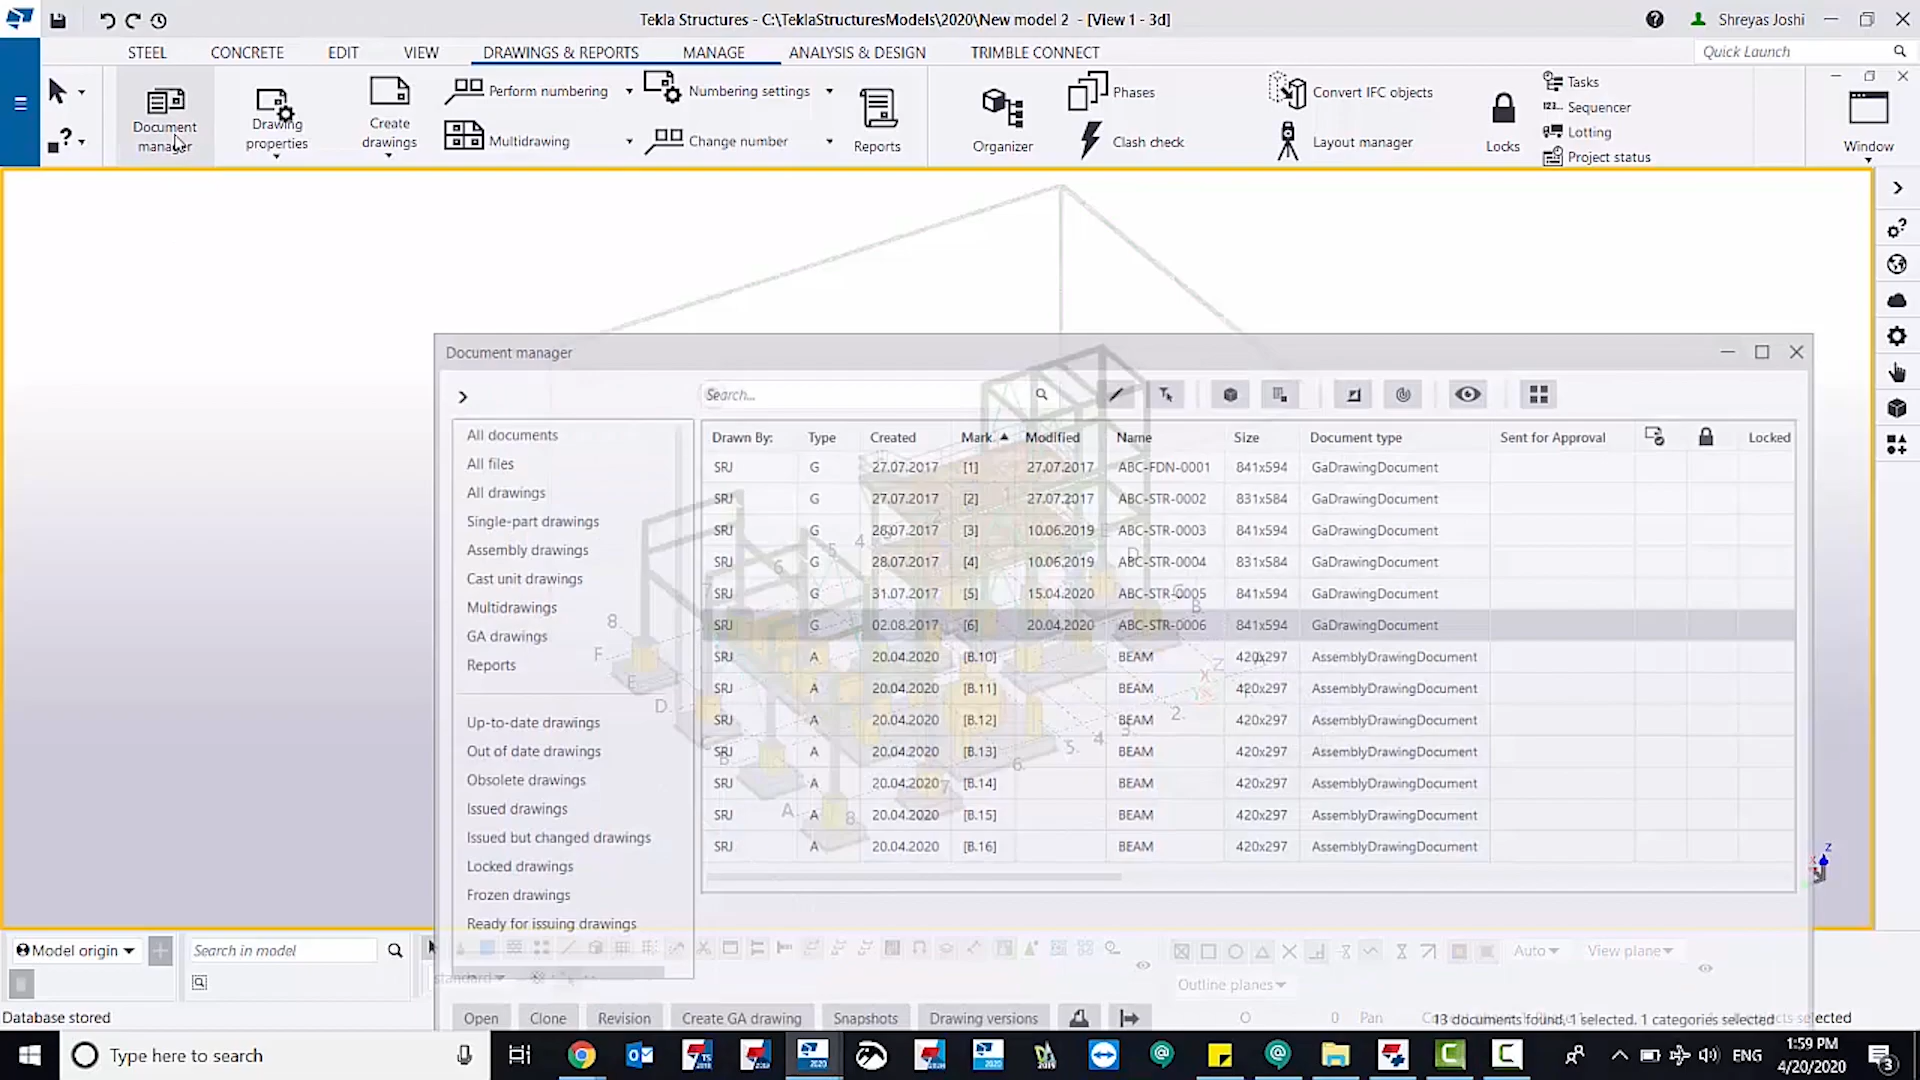 Tekla Structures - C:\TeklaStructuresModels\2020\New model 2 - [View 1 - 3d]
Shreyas Joshi
STEEL CONCRETE EDIT VIEW DRAWINGS & REPORTS MANAGE ANALYSIS & DESIGN TRIMBLE CONNECT
Quick Launch
Document manager
Drawing properties
Create drawings
Perform numbering
Multidrawing
Numbering settings
Change number
Reports
Organizer
Phases
Clash check
Convert IFC objects
Layout manager
Locks
Tasks
Sequencer
Lotting
Project status
Window
Document manager
Search...
All documents
All files
All drawings
Single-part drawings
Assembly drawings
Cast unit drawings
Multidrawings
GA drawings
Reports
Up-to-date drawings
Out of date drawings
Obsolete drawings
Issued drawings
Issued but changed drawings
Locked drawings
Frozen drawings
Ready for issuing drawings
Drawn By: Type Created Mark Modified Name Size Document type Sent for Approval Locked
SRJ G 27.07.2017 [1] 27.07.2017 ABC-FDN-0001 841x594 GaDrawingDocument
SRJ G 27.07.2017 [2] 27.07.2017 ABC-STR-0002 831x584 GaDrawingDocument
SRJ G 28.07.2017 [3] 10.06.2019 ABC-STR-0003 841x594 GaDrawingDocument
SRJ G 28.07.2017 [4] 10.06.2019 ABC-STR-0004 831x584 GaDrawingDocument
SRJ G 31.07.2017 [5] 15.04.2020 ABC-STR-0005 841x594 GaDrawingDocument
SRJ G 02.08.2017 [6] 20.04.2020 ABC-STR-0006 841x594 GaDrawingDocument
SRJ A 20.04.2020 [B.10] BEAM 420x297 AssemblyDrawingDocument
SRJ A 20.04.2020 [B.11] BEAM 420x297 AssemblyDrawingDocument
SRJ A 20.04.2020 [B.12] BEAM 420x297 AssemblyDrawingDocument
SRJ A 20.04.2020 [B.13] BEAM 420x297 AssemblyDrawingDocument
SRJ A 20.04.2020 [B.14] BEAM 420x297 AssemblyDrawingDocument
SRJ A 20.04.2020 [B.15] BEAM 420x297 AssemblyDrawingDocument
SRJ A 20.04.2020 [B.16] BEAM 420x297 AssemblyDrawingDocument
Model origin
Search in model
standard
Auto
View plane
Outline planes
Database stored
Open Clone Revision Create GA drawing Snapshots Drawing versions
O 0 Pan
13 documents found, 1 selected. 1 categories selected
Type here to search
ENG
1:59 PM
4/20/2020
3